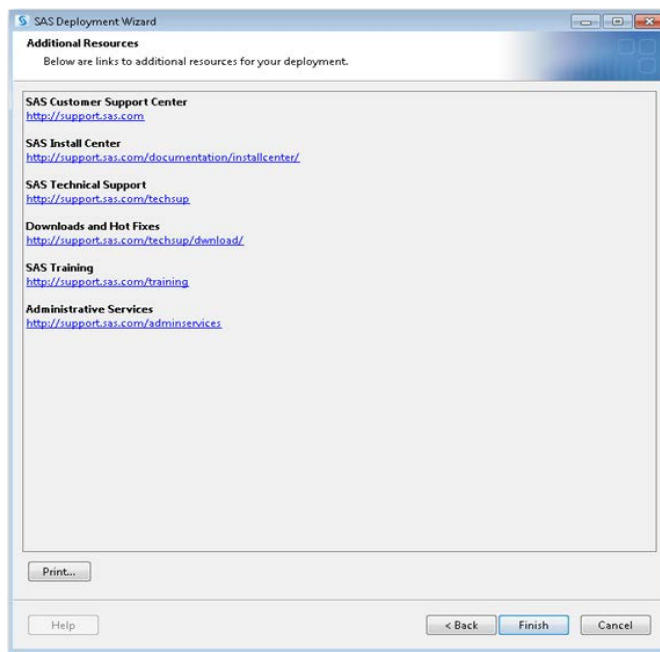 SAS Deployment Wizard
Additional Resources
Below are links to additional resources for your deployment.
SAS Customer Support Center
http://support.sas.com
SAS Install Center
http://support.sas.com/documentation/installcenter/
SAS Technical Support
http://support.sas.com/techsup
Downloads and Hot Fixes
http://support.sas.com/techsup/dwnload/
SAS Training
http://support.sas.com/training
Administrative Services
http://support.sas.com/adminservices
Print...
Help
< Back
Finish
Cancel